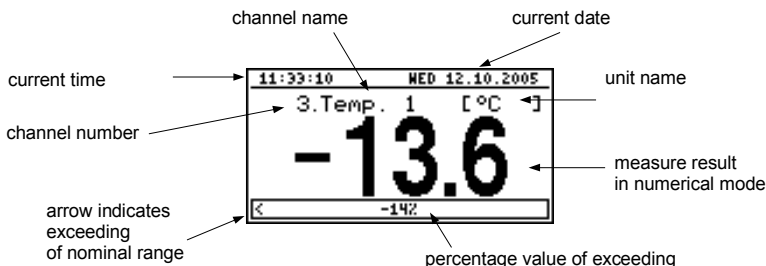 channel name
current date
current time
11:33:10 WED 12.10.2005
unit name
3.Temp. 1 [°C ]
channel number
-13.6
measure result
in numerical mode
arrow indicates
exceeding
of nominal range
< -14%
percentage value of exceeding